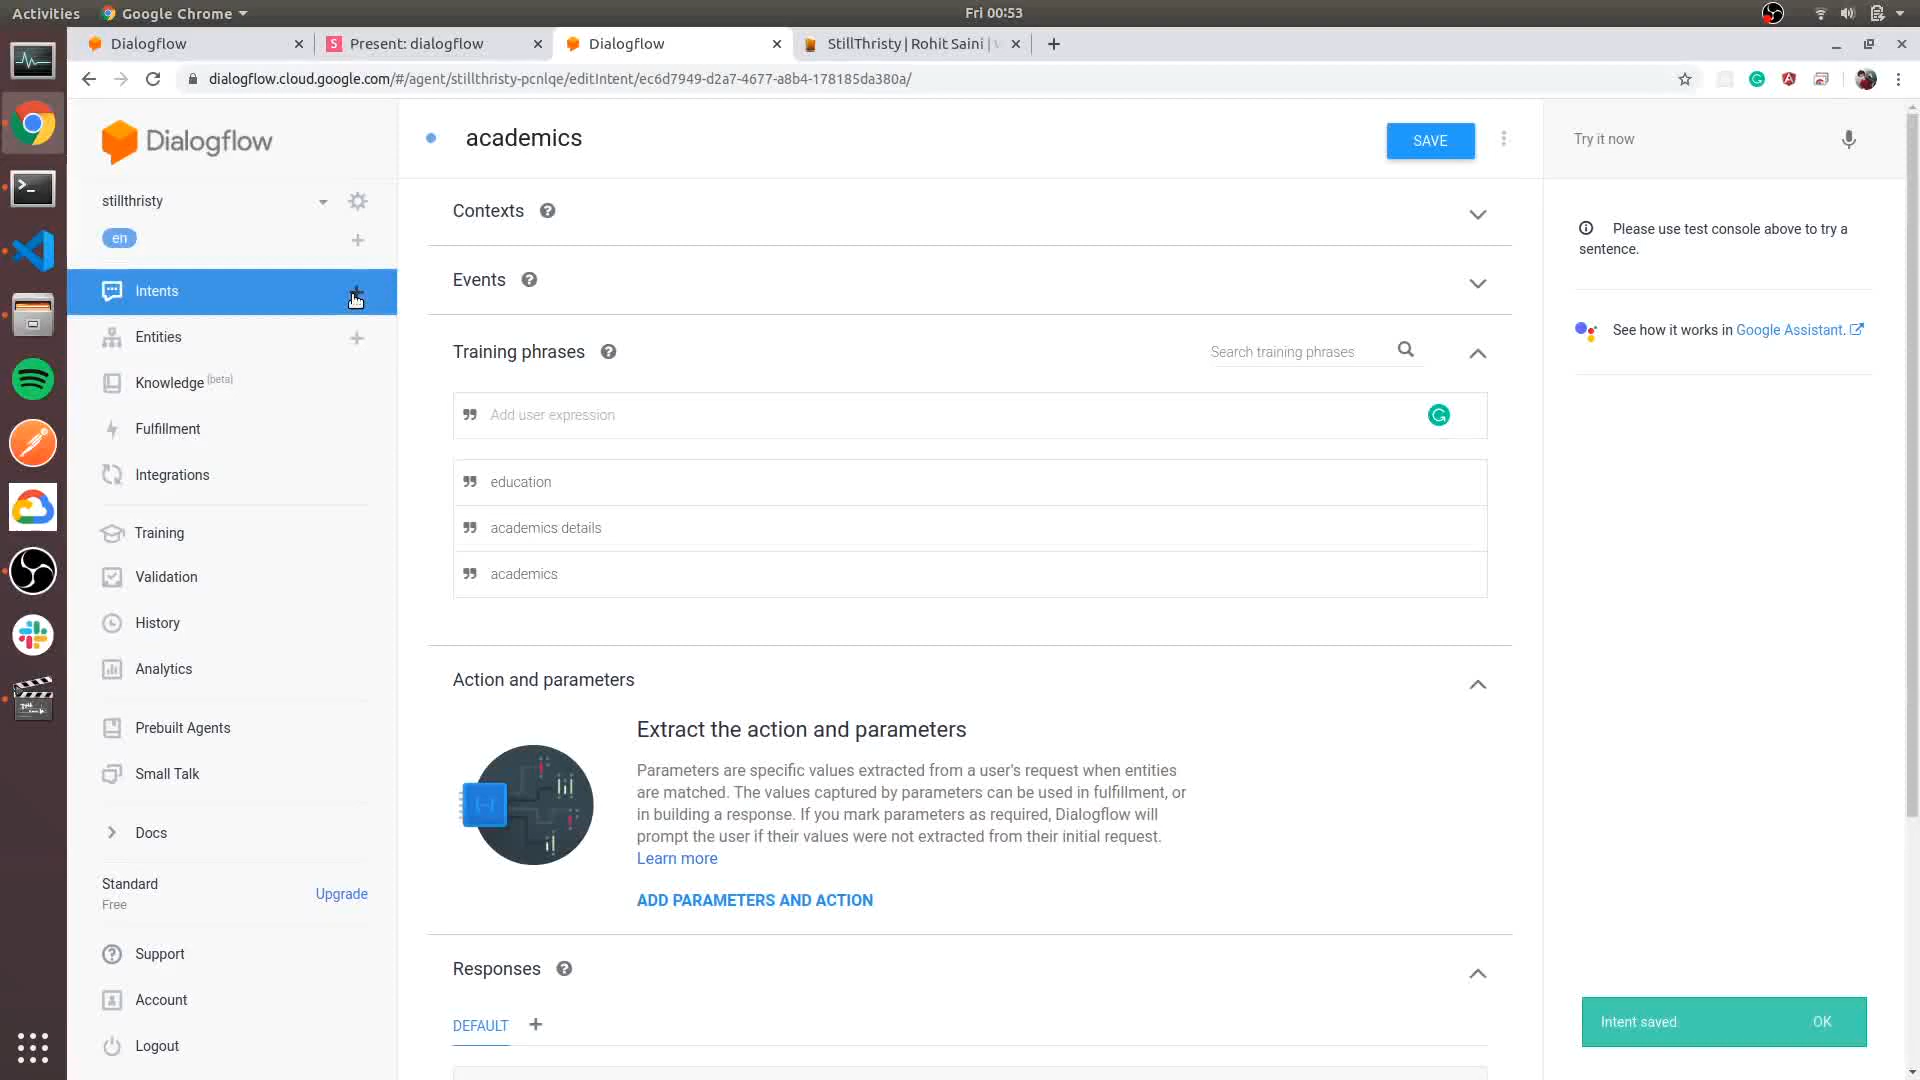 Activities
Google Chrome
Fri 00:53
Dialogflow
Present: dialogflow
Dialogflow
StillThristy | Rohit Saini |
dialogflow.cloud.google.com/#/agent/stillthristy-pcnlqe/editIntent/ec6d7949-d2a7-4677-a8b4-178185da380a/
Dialogflow
stillthristy
en
Intents
Entities
Knowledge [beta]
Fulfillment
Integrations
Training
Validation
History
Analytics
Prebuilt Agents
Small Talk
Docs
Standard
Free
Upgrade
Support
Account
Logout
academics
SAVE
Contexts
Events
Training phrases
Search training phrases
Add user expression
education
academics details
academics
Action and parameters
Extract the action and parameters
Parameters are specific values extracted from a user's request when entities
are matched. The values captured by parameters can be used in fulfillment, or
in building a response. If you mark parameters as required, Dialogflow will
prompt the user if their values were not extracted from their initial request.
Learn more
ADD PARAMETERS AND ACTION
Responses
DEFAULT
Try it now
Please use test console above to try a
sentence.
See how it works in Google Assistant.
Intent saved
OK